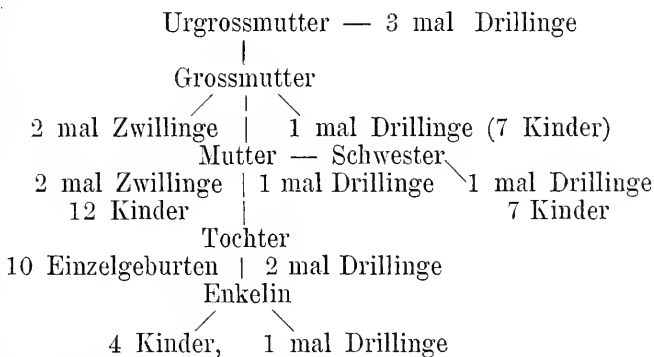 Urgrossmutter — 3 mal Drillinge
Grossmutter
2 mal Zwillinge | 1 mal Drillinge (7 Kinder)
Mutter — Schwester
2 mal Zwillinge | 1 mal Drillinge 1 mal Drillinge
12 Kinder | 7 Kinder
Tochter
10 Einzelgeburten | 2 mal Drillinge
Enkelin
4 Kinder, 1 mal Drillinge